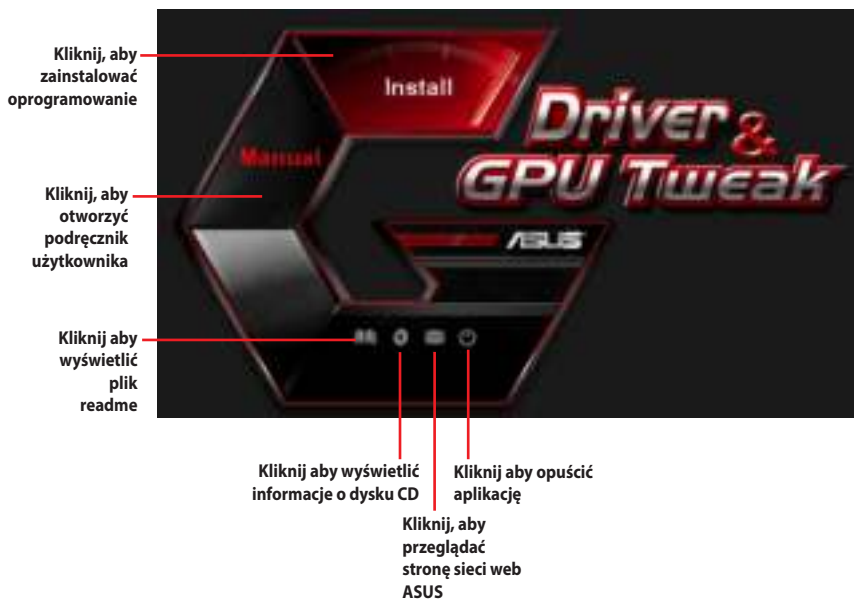 Kliknij, aby
zainstalować
oprogramowanie
Install
Driver &
GPU Tweak
Manual
Kliknij, aby
otworzyć
podręcznik
użytkownika
ASUS
Kliknij aby
wyświetlić
plik
readme
Kliknij aby wyświetlić
informacje o dysku CD
Kliknij aby opuścić
aplikację
Kliknij, aby
przeglądać
stronę sieci web
ASUS